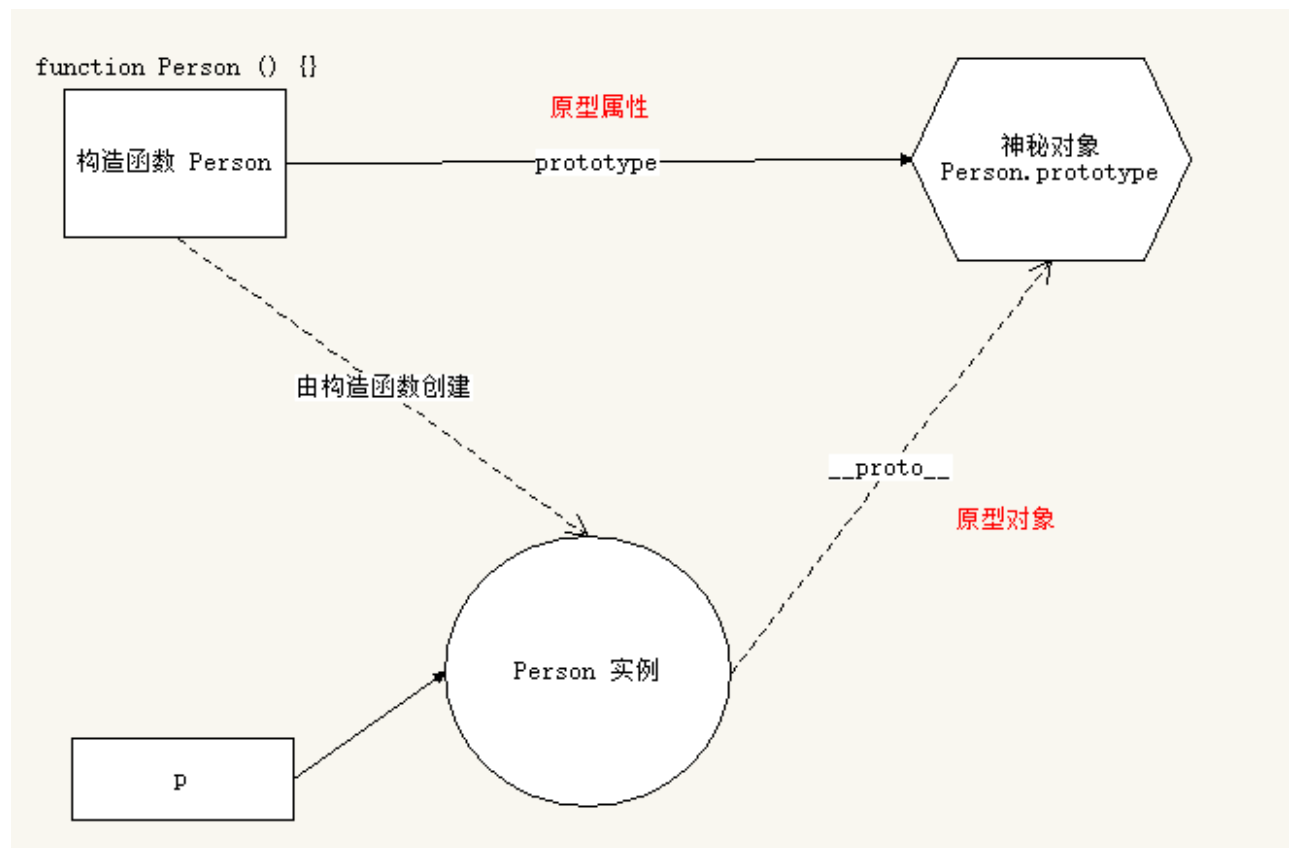 function Person () {}
原型属性
构造函数 Person
prototype
神秘对象
Person.prototype
由构造函数创建
__proto__
原型对象
Person 实例
p